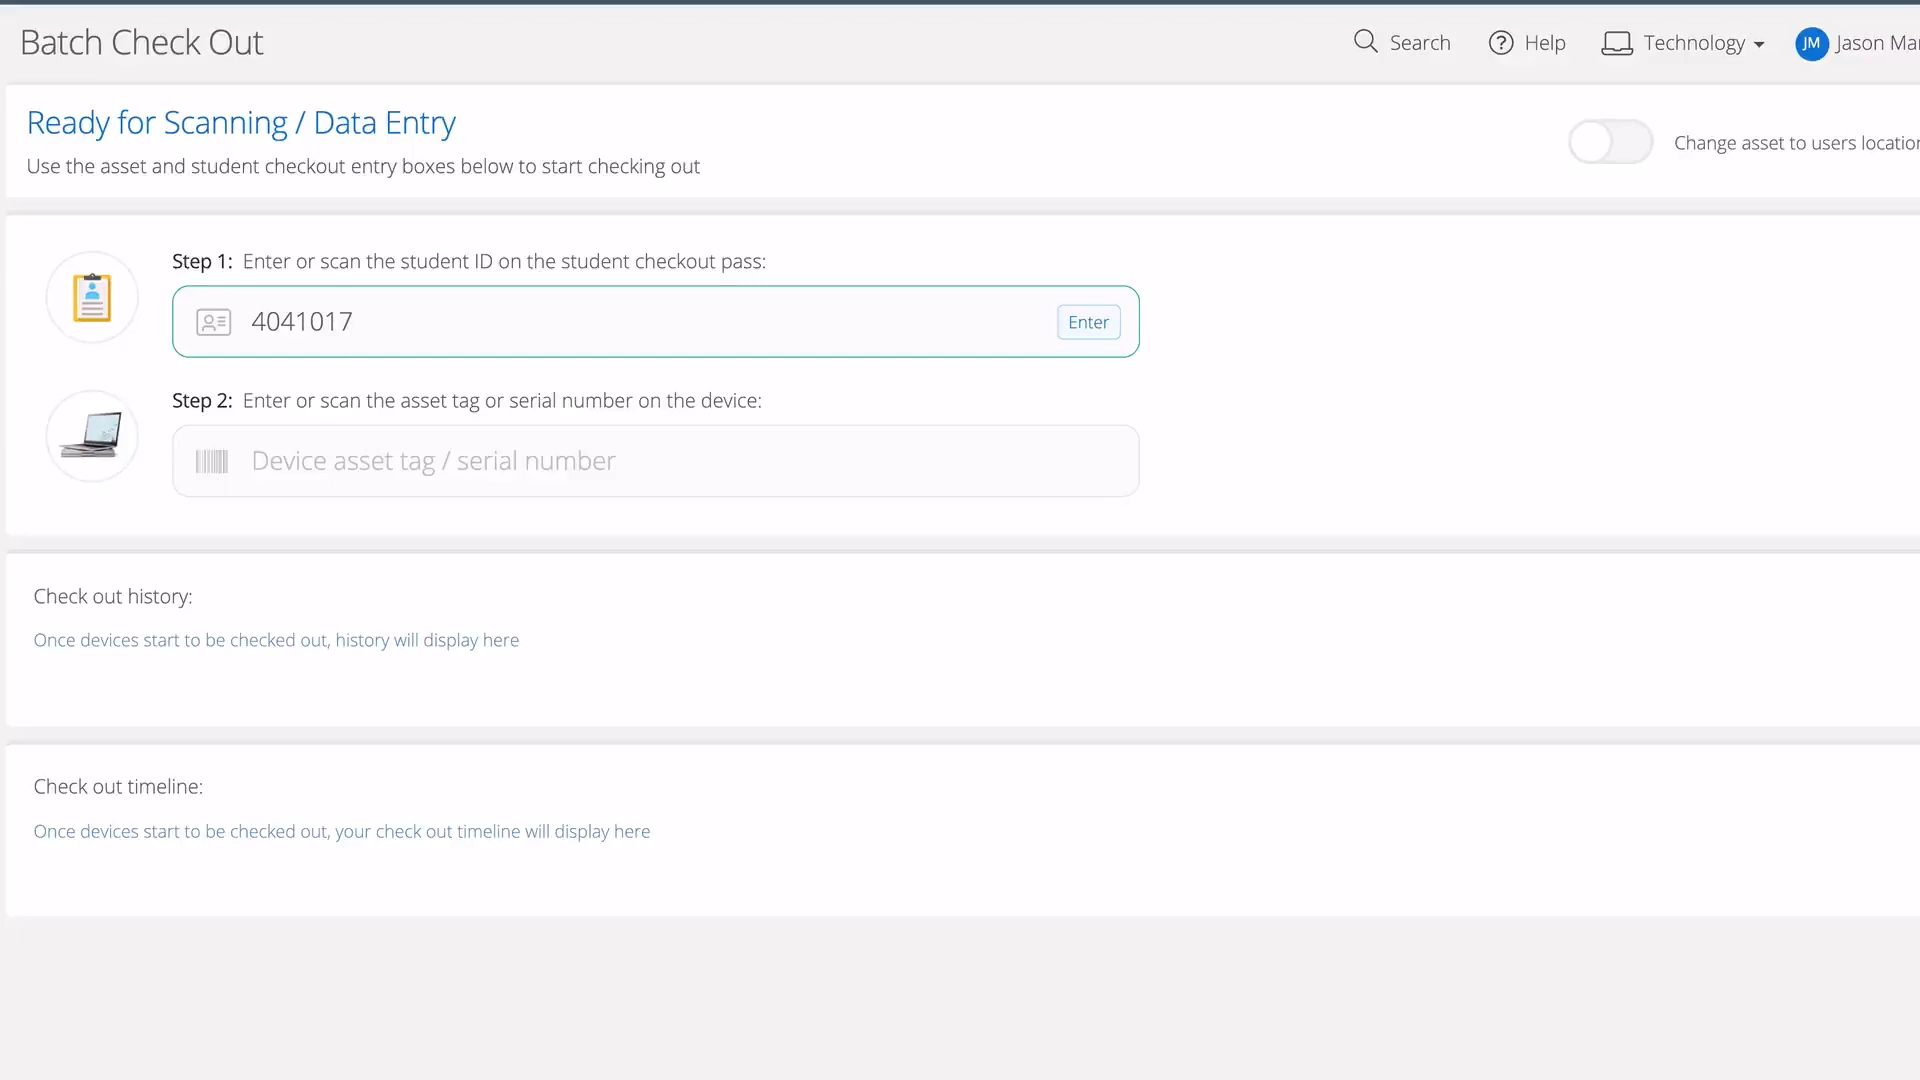 Batch Check Out
Search
Help
Technology
JM
Jason Mar
Ready for Scanning / Data Entry
Use the asset and student checkout entry boxes below to start checking out
Change asset to users location
Step 1: Enter or scan the student ID on the student checkout pass:
4041017
Enter
Step 2: Enter or scan the asset tag or serial number on the device:
Device asset tag / serial number
Check out history:
Once devices start to be checked out, history will display here
Check out timeline:
Once devices start to be checked out, your check out timeline will display here